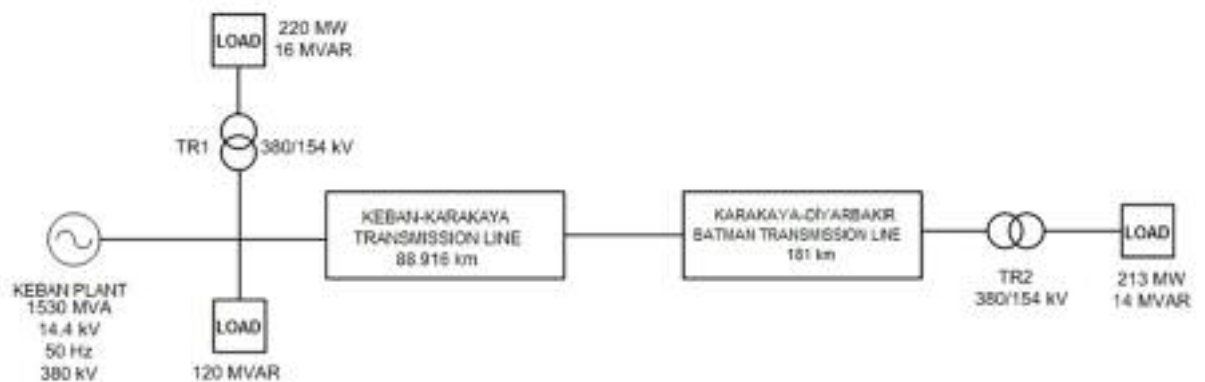 LOAD
220 MW
16 MVAR
TR1
380/154 kV
KEBAN-KARAKAYA
TRANSMISSION LINE
88.916 km
KARAKAYA-DİYARBAKIR
BATMAN TRANSMISSION LINE
181 km
LOAD
TR2
380/154 kV
213 MW
14 MVAR
KEBAN PLANT
1530 MVA
14.4 kV
50 Hz
380 kV
LOAD
120 MVAR